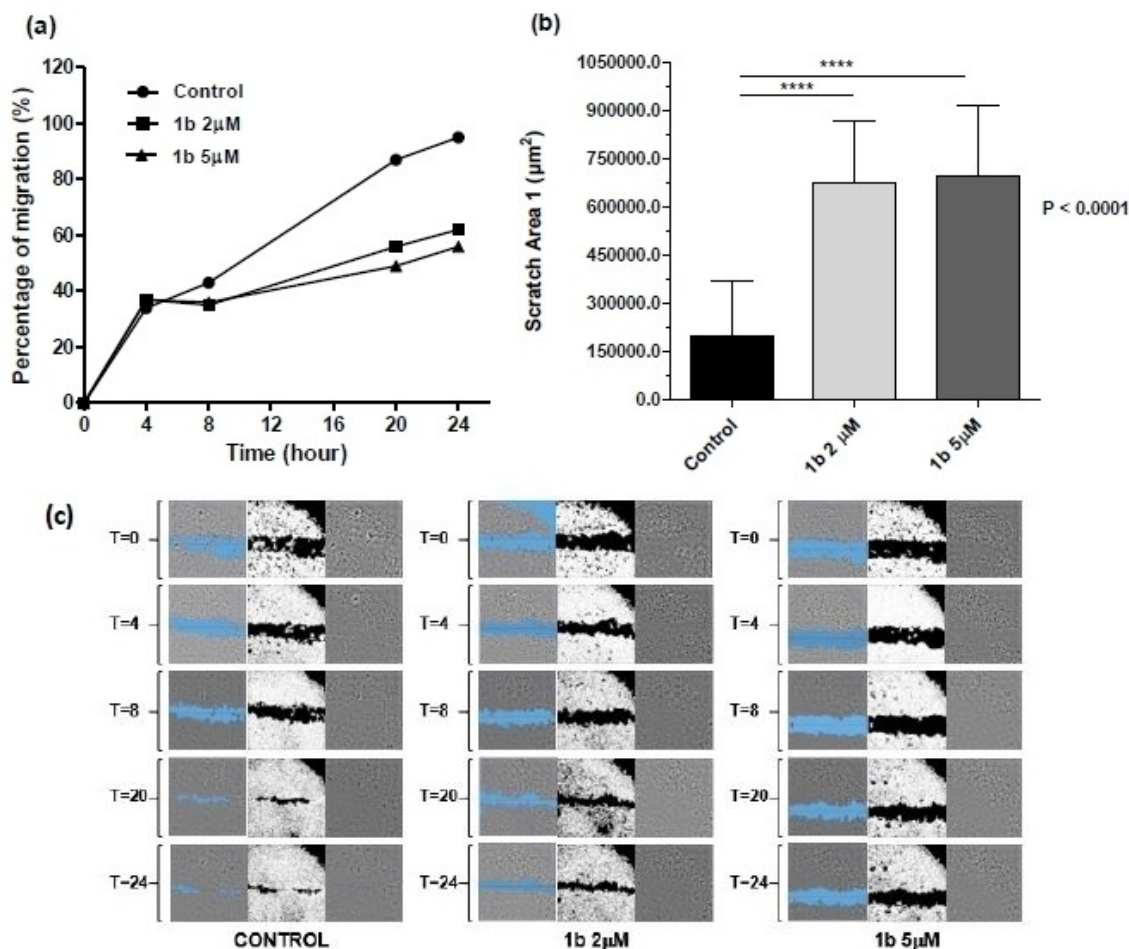 (a)
120
100
80
60
40
20
0
Percentage of migration (%)
Control
1b 2µM
1b 5µM
0 4 8 12 16 20 24
Time (hour)
(b)
1050000.0
900000.0
750000.0
600000.0
450000.0
300000.0
150000.0
0.0
Scratch Area 1 (µm²)
****
****
P < 0.0001
Control
1b 2 µM
1b 5µM
(c)
T=0 T=0 T=0
T=4 T=4 T=4
T=8 T=8 T=8
T=20 T=20 T=20
T=24 T=24 T=24
CONTROL 1b 2µM 1b 5µM